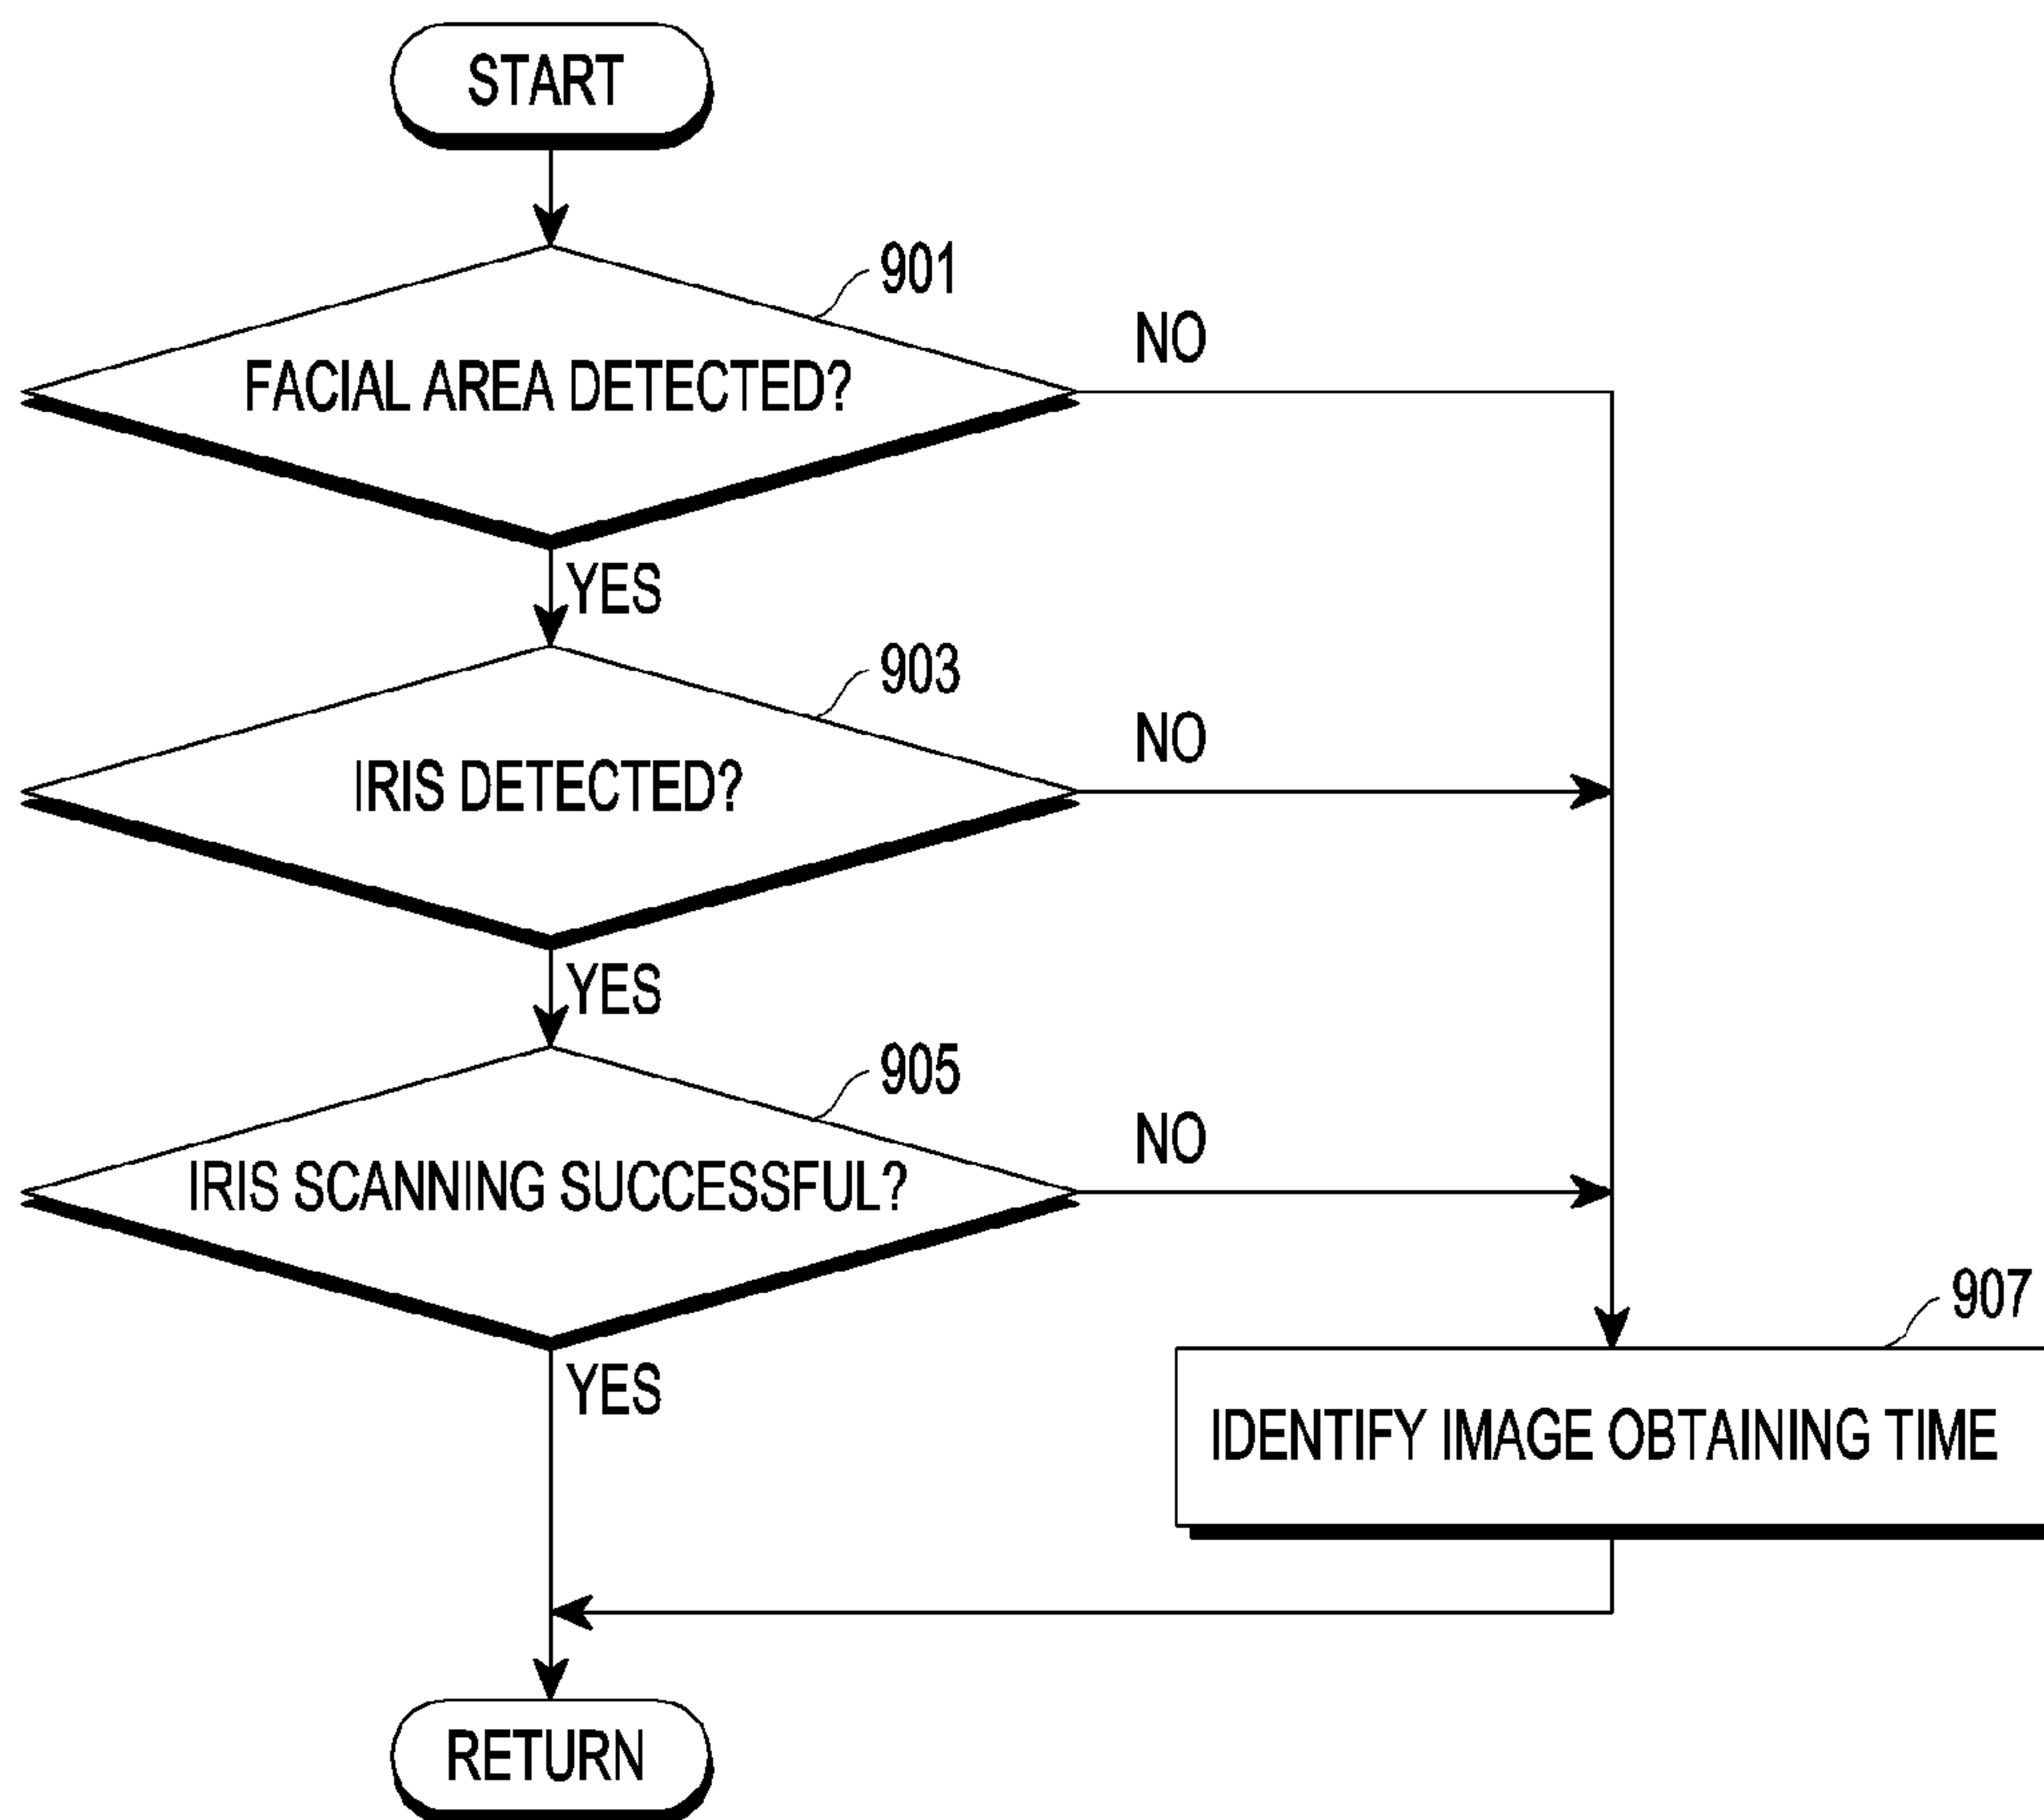 START
901
FACIAL AREA DETECTED?
NO
YES
903
IRIS DETECTED?
NO
YES
905
IRIS SCANNING SUCCESSFUL?
NO
YES
907
IDENTIFY IMAGE OBTAINING TIME
RETURN